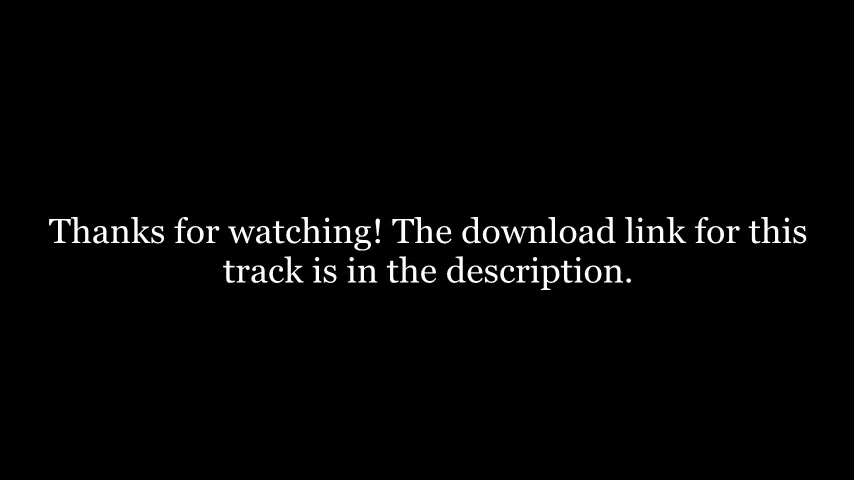 Thanks for watching! The download link for this
track is in the description.